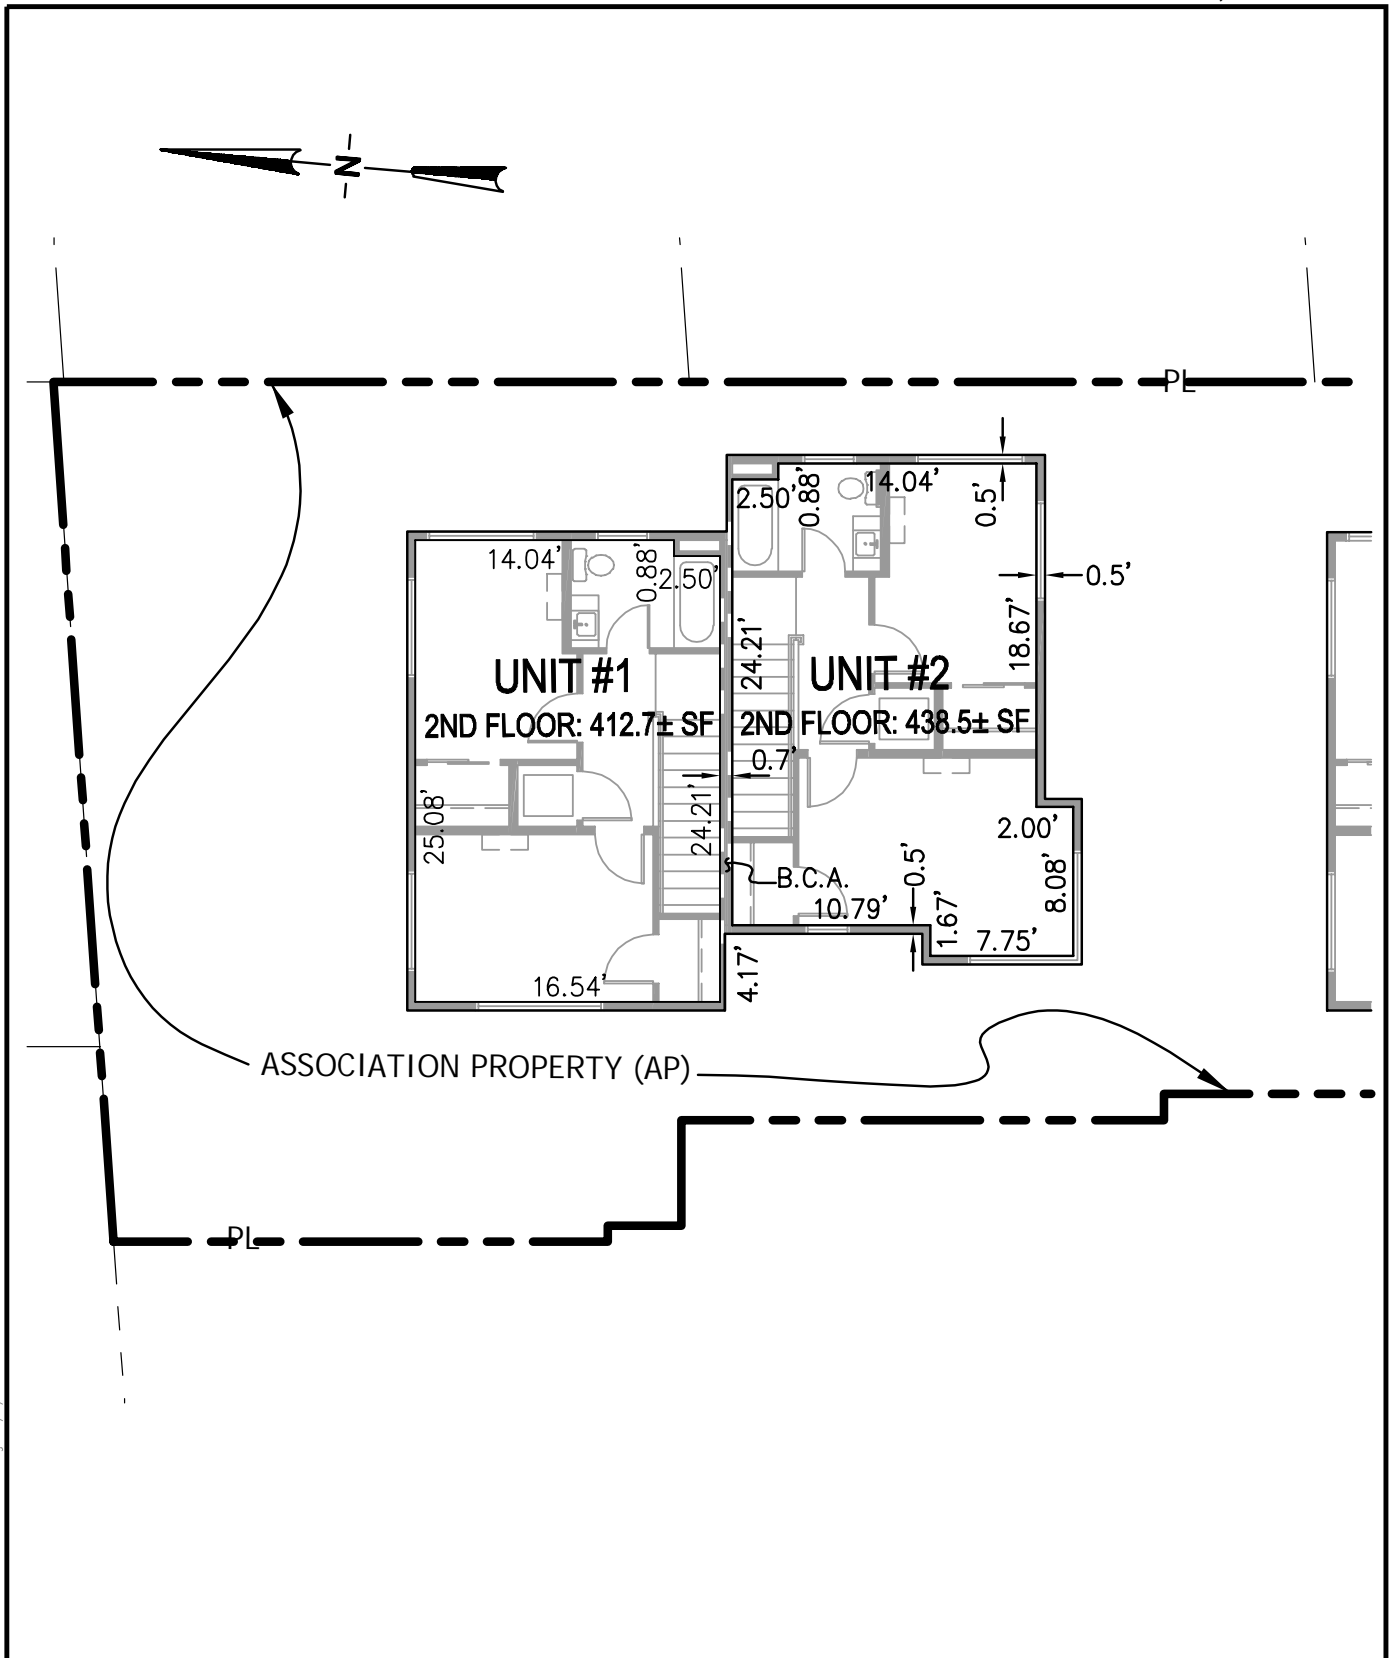 N
PL
2.50'
0.88'
14.04'
0.5'
0.5'
14.04'
0.88'
2.50'
24.21'
18.67'
UNIT #1
2ND FLOOR: 412.7± SF
UNIT #2
2ND FLOOR: 438.5± SF
0.7'
25.08'
24.21'
2.00'
B.C.A.
0.5'
8.08'
10.79'
1.67'
7.75'
16.54'
4.17'
ASSOCIATION PROPERTY (AP)
PL